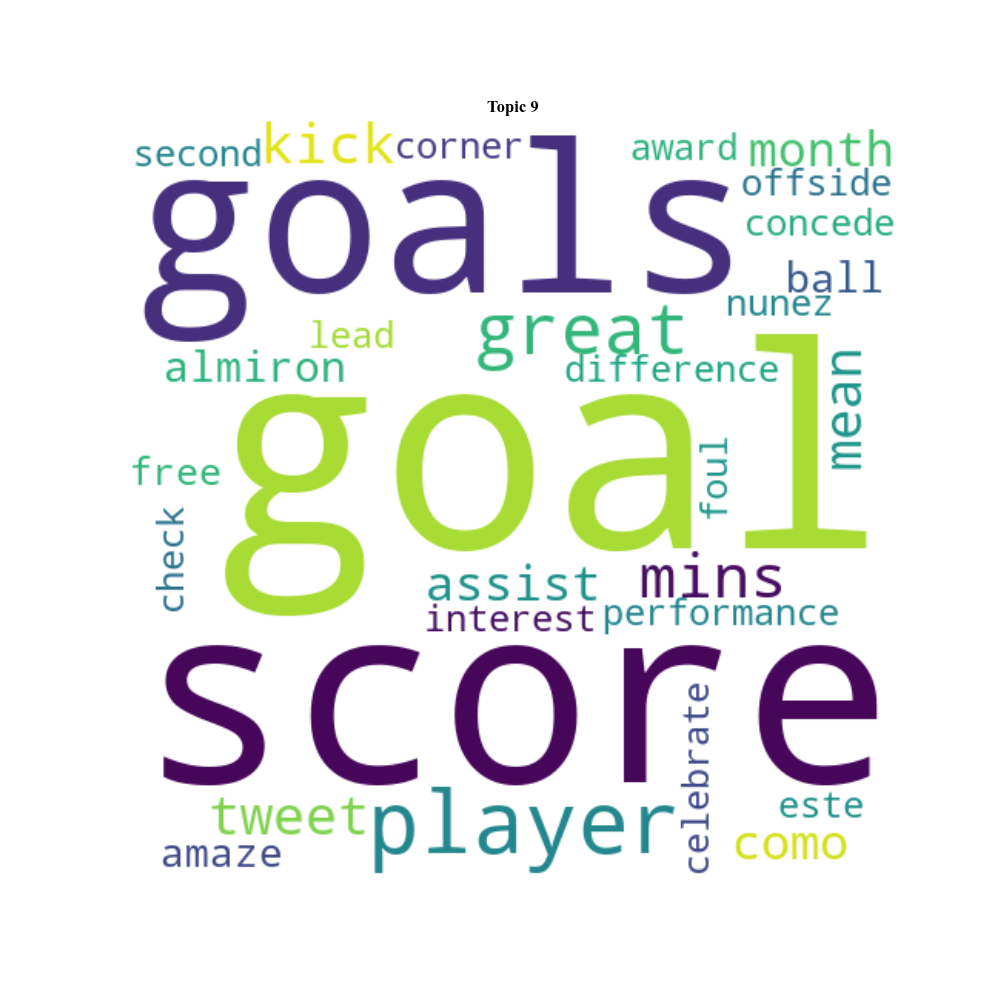 Topic 9
second kick corner award month
goals offside
concede
ball
nunez
lead great
almiron difference
goal mean
free foul
check
assist mins
interest performance
score
celebrate
tweet player este
amaze como